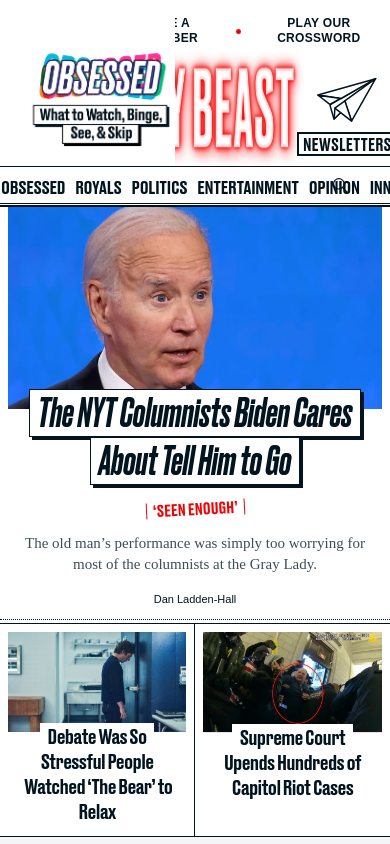 E A
BER
PLAY OUR
CROSSWORD
OBSESSED
What to Watch, Binge,
See, & Skip
Y BEAST
NEWSLETTERS
OBSESSED ROYALS POLITICS ENTERTAINMENT OPINION INN
The NYT Columnists Biden Cares
About Tell Him to Go
‘SEEN ENOUGH’
The old man’s performance was simply too worrying for
most of the columnists at the Gray Lady.
Dan Ladden-Hall
Debate Was So
Stressful People
Watched ‘The Bear’ to
Relax
Supreme Court
Upends Hundreds of
Capitol Riot Cases